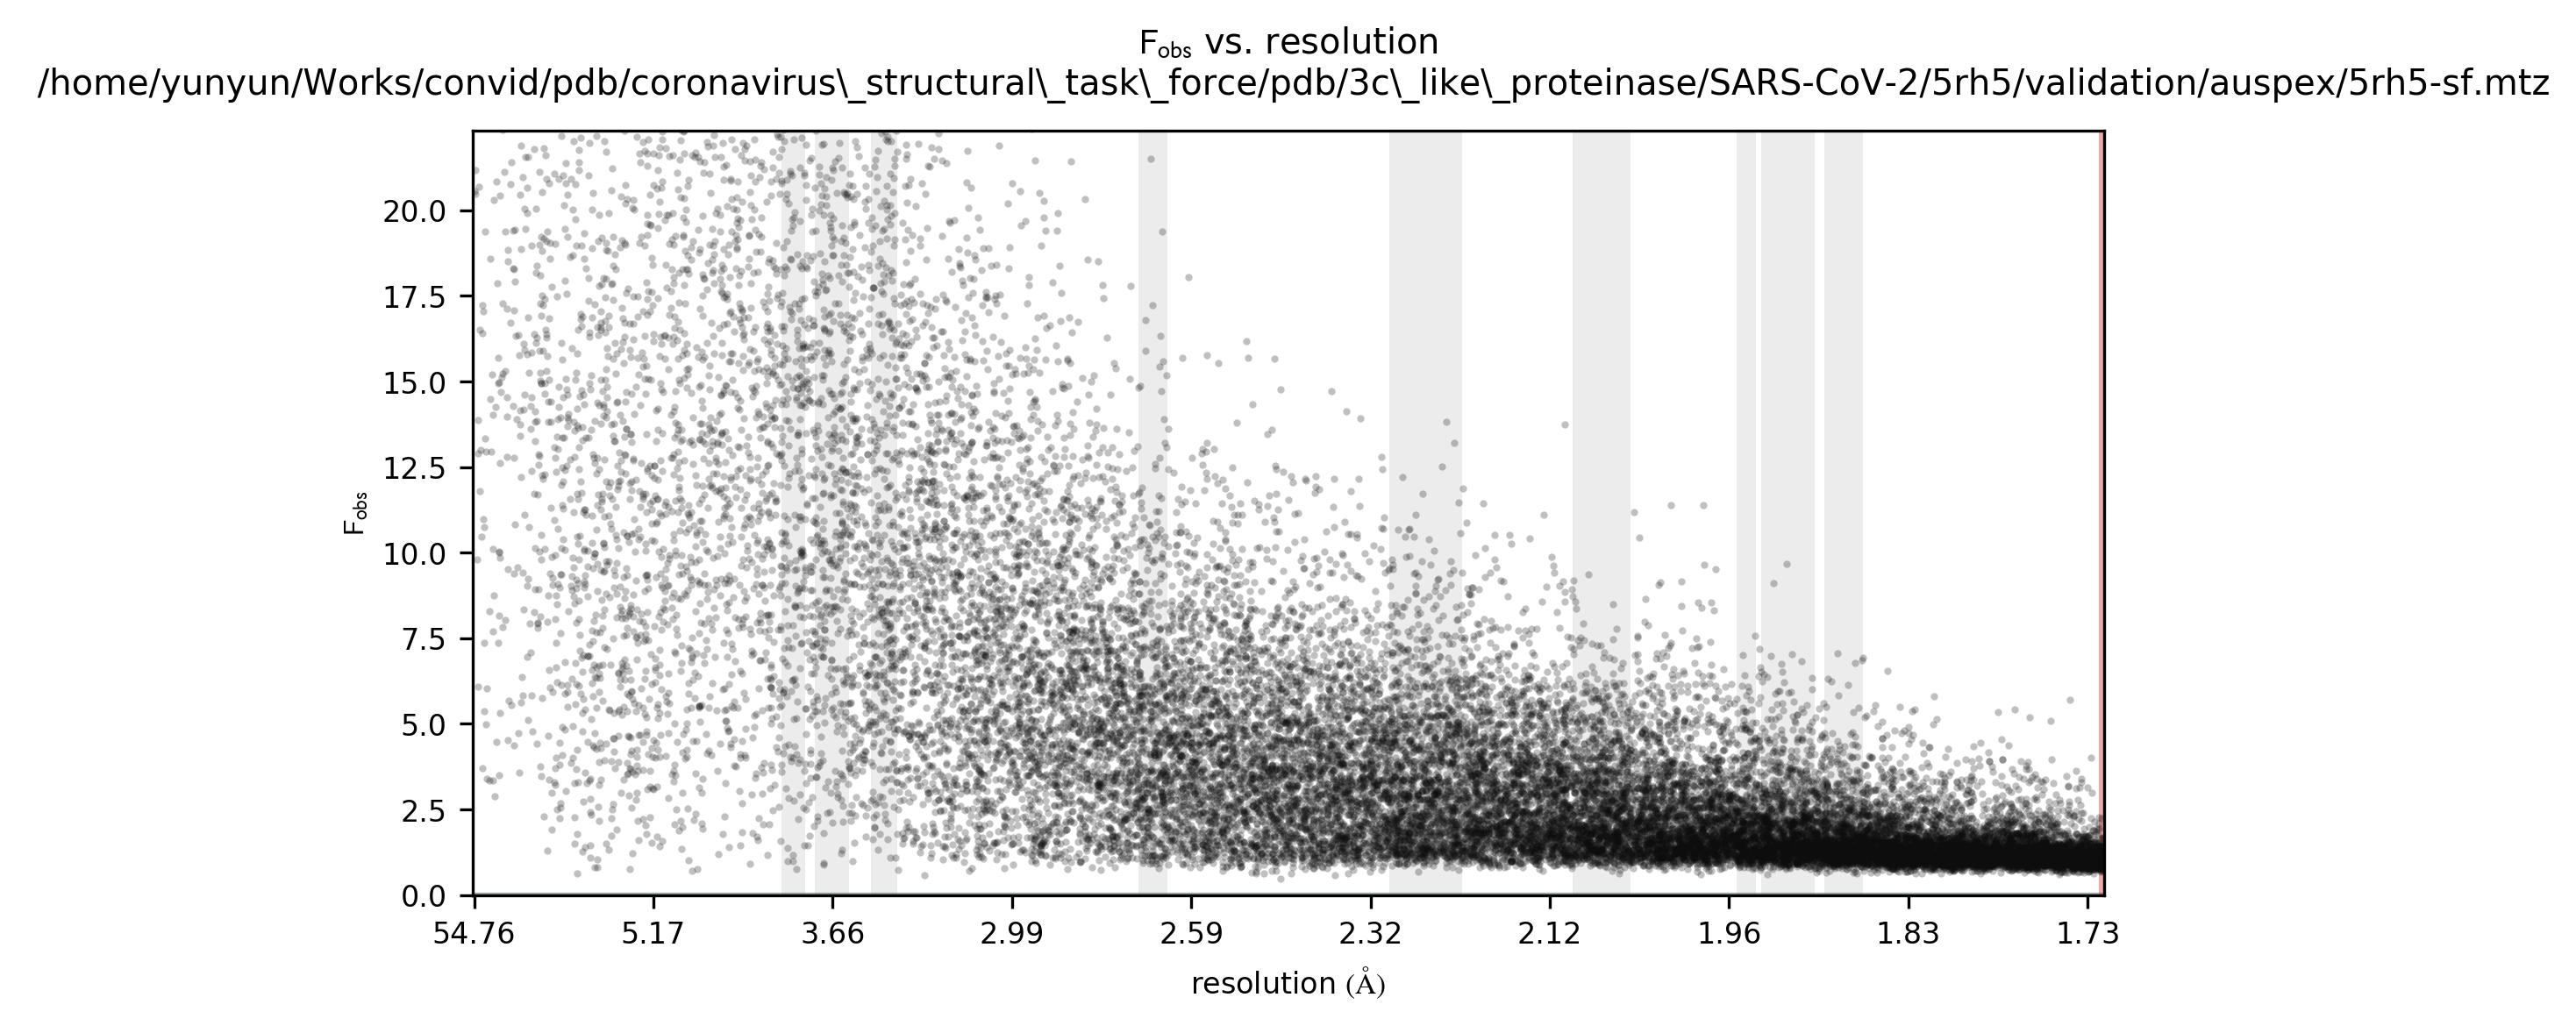 F_obs vs. resolution
/home/yunyun/Works/convid/pdb/coronavirus\_structural\_task\_force/pdb/3c\_like\_proteinase/SARS-CoV-2/5rh5/validation/auspex/5rh5-sf.mtz
F_obs
20.0
17.5
15.0
12.5
10.0
7.5
5.0
2.5
0.0
54.76 5.17 3.66 2.99 2.59 2.32 2.12 1.96 1.83 1.73
resolution (Å)